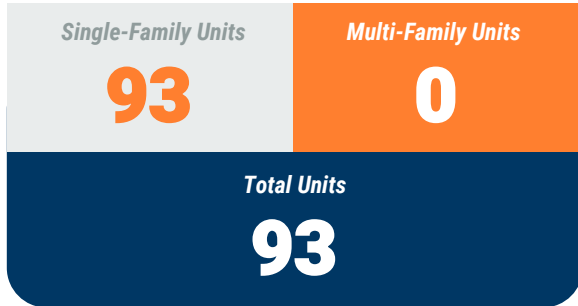 Single-Family Units
93
Multi-Family Units
0
Total Units
93